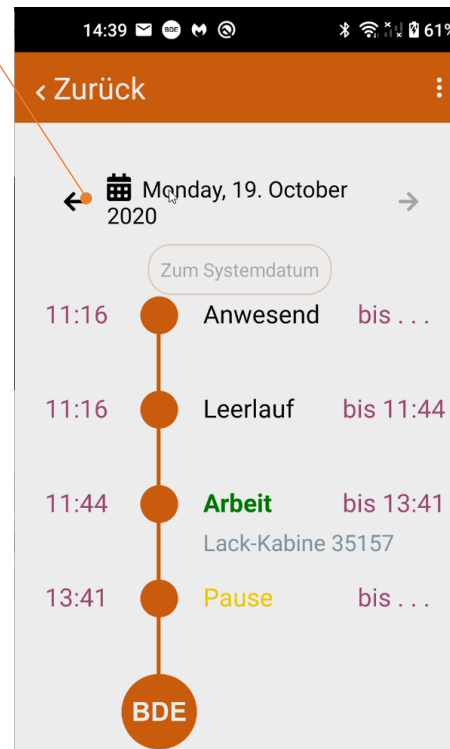 14:39 BDE 61%
< Zurück
Monday, 19. October
2020
Zum Systemdatum
11:16 Anwesend bis . . .
11:16 Leerlauf bis 11:44
11:44 Arbeit bis 13:41
Lack-Kabine 35157
13:41 Pause bis . . .
BDE